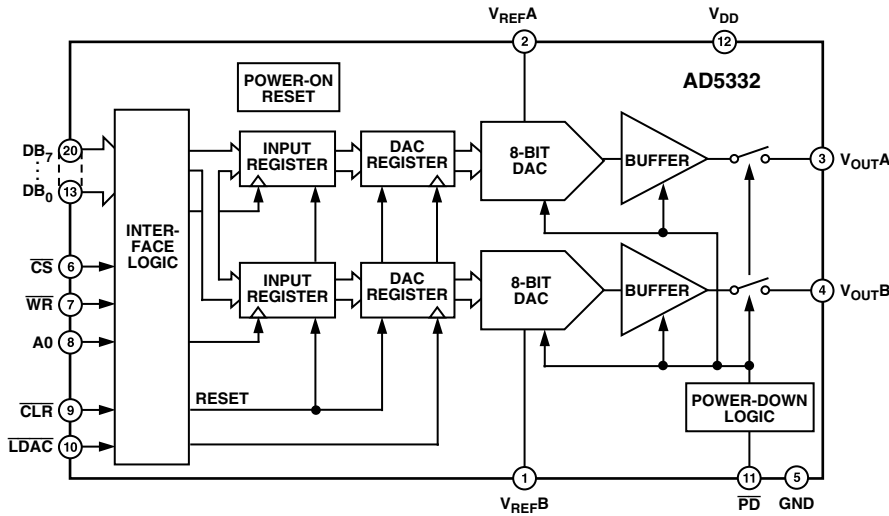 VREFA
VDD
2
12
AD5332
POWER-ON
RESET
DB7
20
DB0
13
INTER-
FACE
LOGIC
INPUT
REGISTER
DAC
REGISTER
8-BIT
DAC
BUFFER
3
VOUTA
CS
6
WR
7
A0
8
INPUT
REGISTER
DAC
REGISTER
8-BIT
DAC
BUFFER
4
VOUTB
CLR
9
RESET
POWER-DOWN
LOGIC
LDAC
10
1
11
5
VREFB
PD
GND